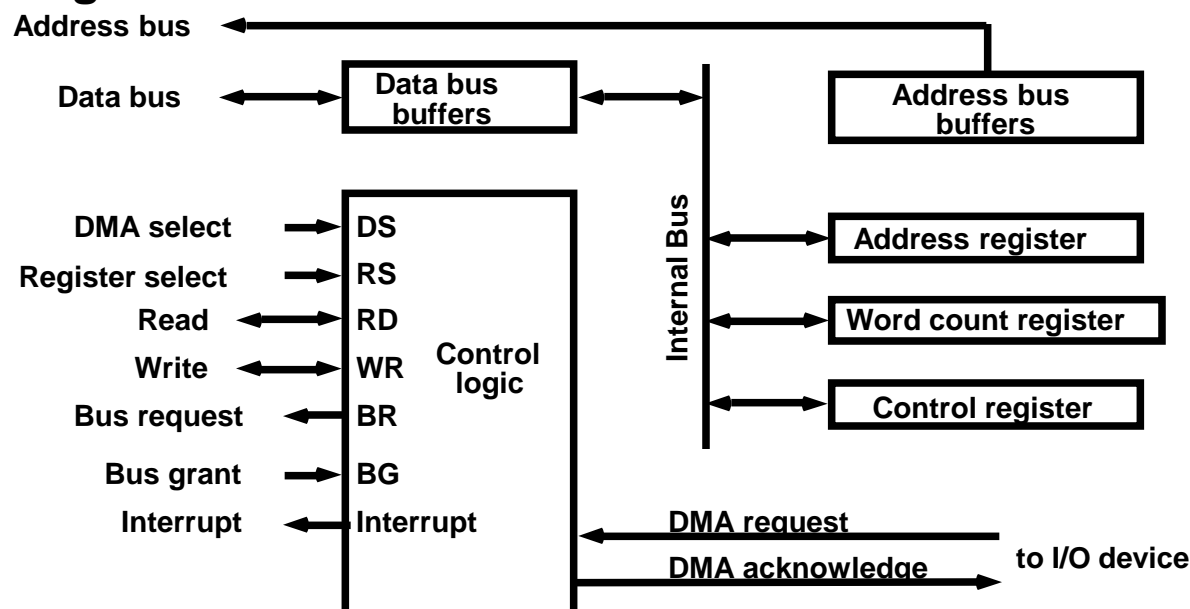 Address bus
Data bus
Data bus
buffers
Address bus
buffers
DMA select
DS
Register select
RS
Read
RD
Write
WR
Bus request
BR
Bus grant
BG
Interrupt
Interrupt
Control
logic
Internal Bus
Address register
Word count register
Control register
DMA request
DMA acknowledge
to I/O device